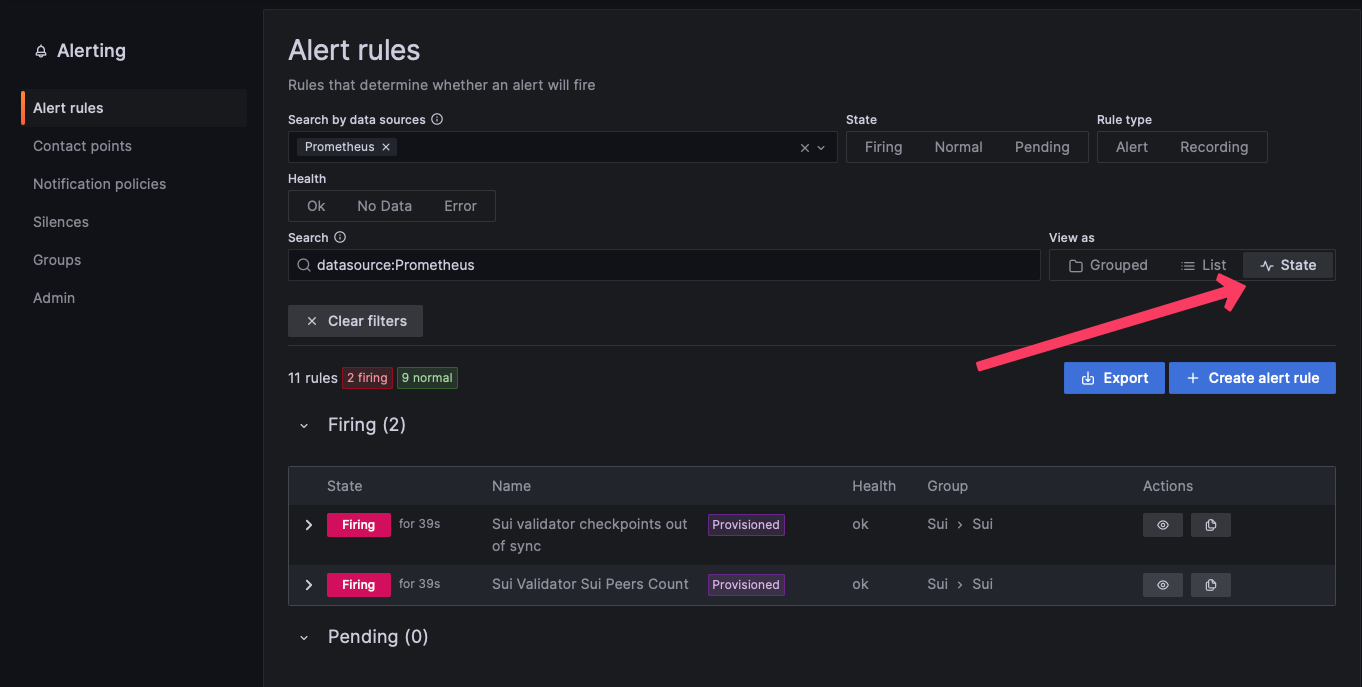 Alerting
Alert rules
Contact points
Notification policies
Silences
Groups
Admin
Alert rules
Rules that determine whether an alert will fire
Search by data sources
State
Rule type
Prometheus
Firing Normal Pending
Alert Recording
Health
Ok No Data Error
Search
View as
datasource:Prometheus
Grouped List State
Clear filters
11 rules 2 firing 9 normal
Export
Create alert rule
Firing (2)
State Name Health Group Actions
Firing for 39s Sui validator checkpoints out Provisioned ok Sui › Sui
of sync
Firing for 39s Sui Validator Sui Peers Count Provisioned ok Sui › Sui
Pending (0)